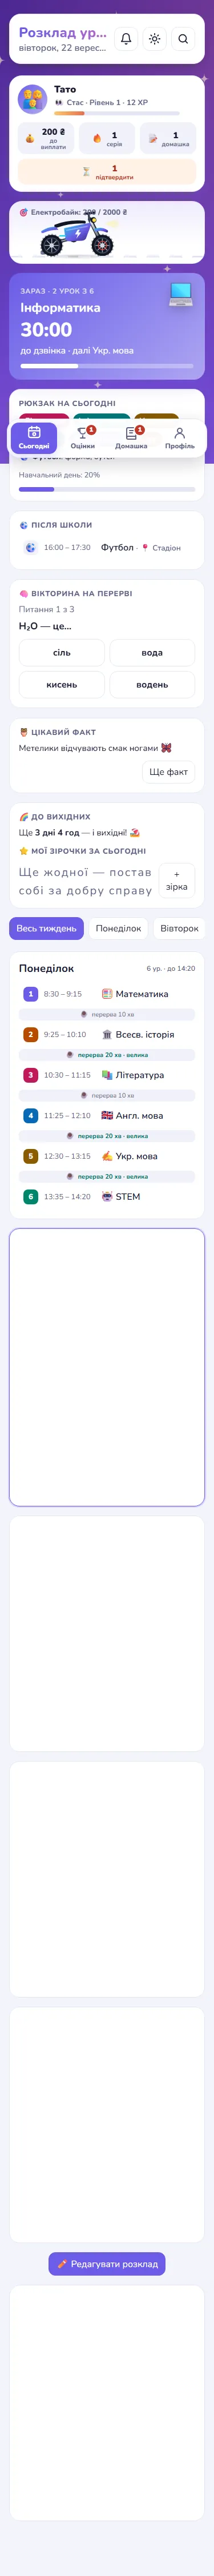 Розклад ур...
вівторок, 22 верес...
Тато
Стас · Рівень 1 · 12 XP
200 ₴
до виплати
1
серія
1
домашка
1
підтвердити
Електробайк: 200 / 2000 ₴
ЗАРАЗ · 2 УРОК З 6
Інформатика
30:00
до дзвінка · далі Укр. мова
РЮКЗАК НА СЬОГОДНІ
Сьогодні
1
Оцінки
1
Домашка
Профіль
Навчальний день: 20%
ПІСЛЯ ШКОЛИ
16:00 – 17:30 Футбол · Стадіон
ВІКТОРИНА НА ПЕРЕРВІ
Питання 1 з 3
H₂O — це...
сіль
вода
кисень
водень
ЦІКАВИЙ ФАКТ
Метелики відчувають смак ногами
Ще факт
ДО ВИХІДНИХ
Ще 3 дні 4 год — і вихідні!
МОЇ ЗІРОЧКИ ЗА СЬОГОДНІ
Ще жодної — постав
собі за добру справу
+
зірка
Весь тиждень
Понеділок
Вівторок
Понеділок
6 ур. · до 14:20
1 8:30 – 9:15 Математика
перерва 10 хв
2 9:25 – 10:10 Всесв. історія
перерва 20 хв · велика
3 10:30 – 11:15 Література
перерва 10 хв
4 11:25 – 12:10 Англ. мова
перерва 20 хв · велика
5 12:30 – 13:15 Укр. мова
перерва 20 хв · велика
6 13:35 – 14:20 STEM
Редагувати розклад